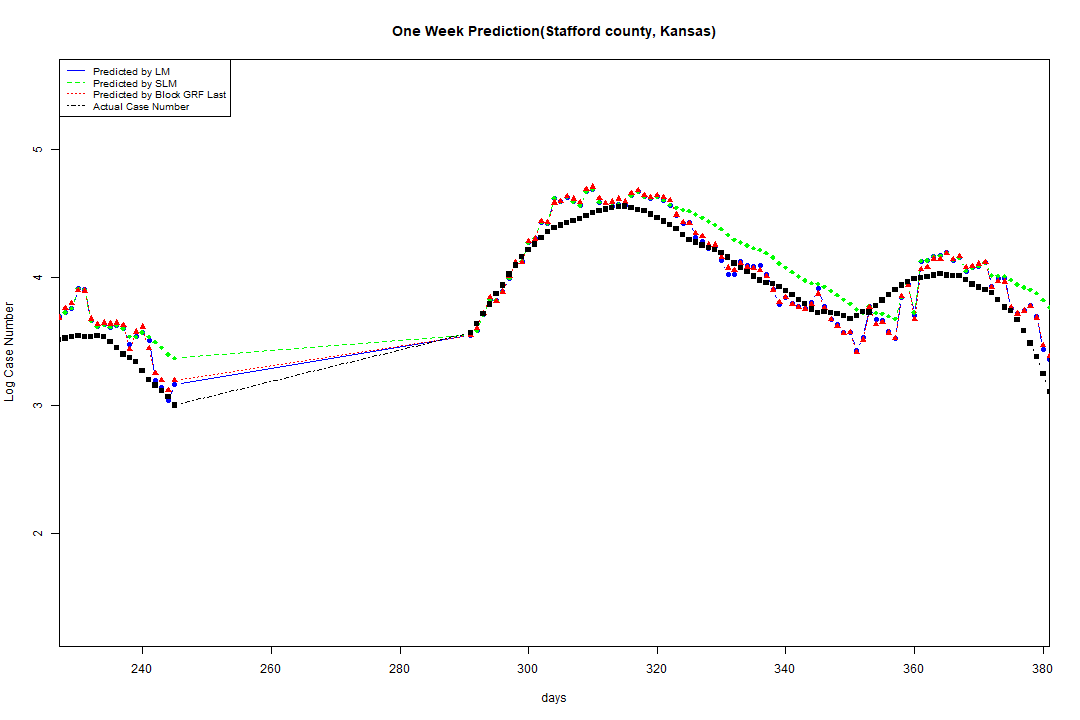 One Week Prediction(Stafford county, Kansas)
Predicted by LM
Predicted by SLM
Predicted by Block GRF Last
Actual Case Number
5
4
3
2
Log Case Number
240 260 280 300 320 340 360 380
days